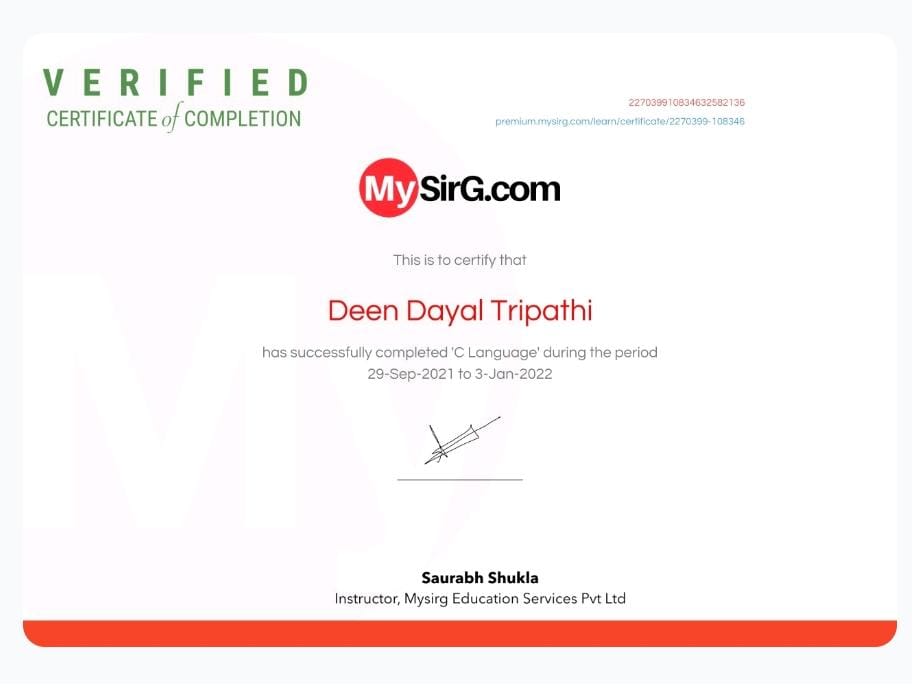 VERIFIED
CERTIFICATE of COMPLETION
227039910834632582136
premium.mysirg.com/learn/certificate/2270399-108346
MySirG.com
This is to certify that
Deen Dayal Tripathi
has successfully completed 'C Language' during the period
29-Sep-2021 to 3-Jan-2022
Saurabh Shukla
Instructor, Mysirg Education Services Pvt Ltd
My